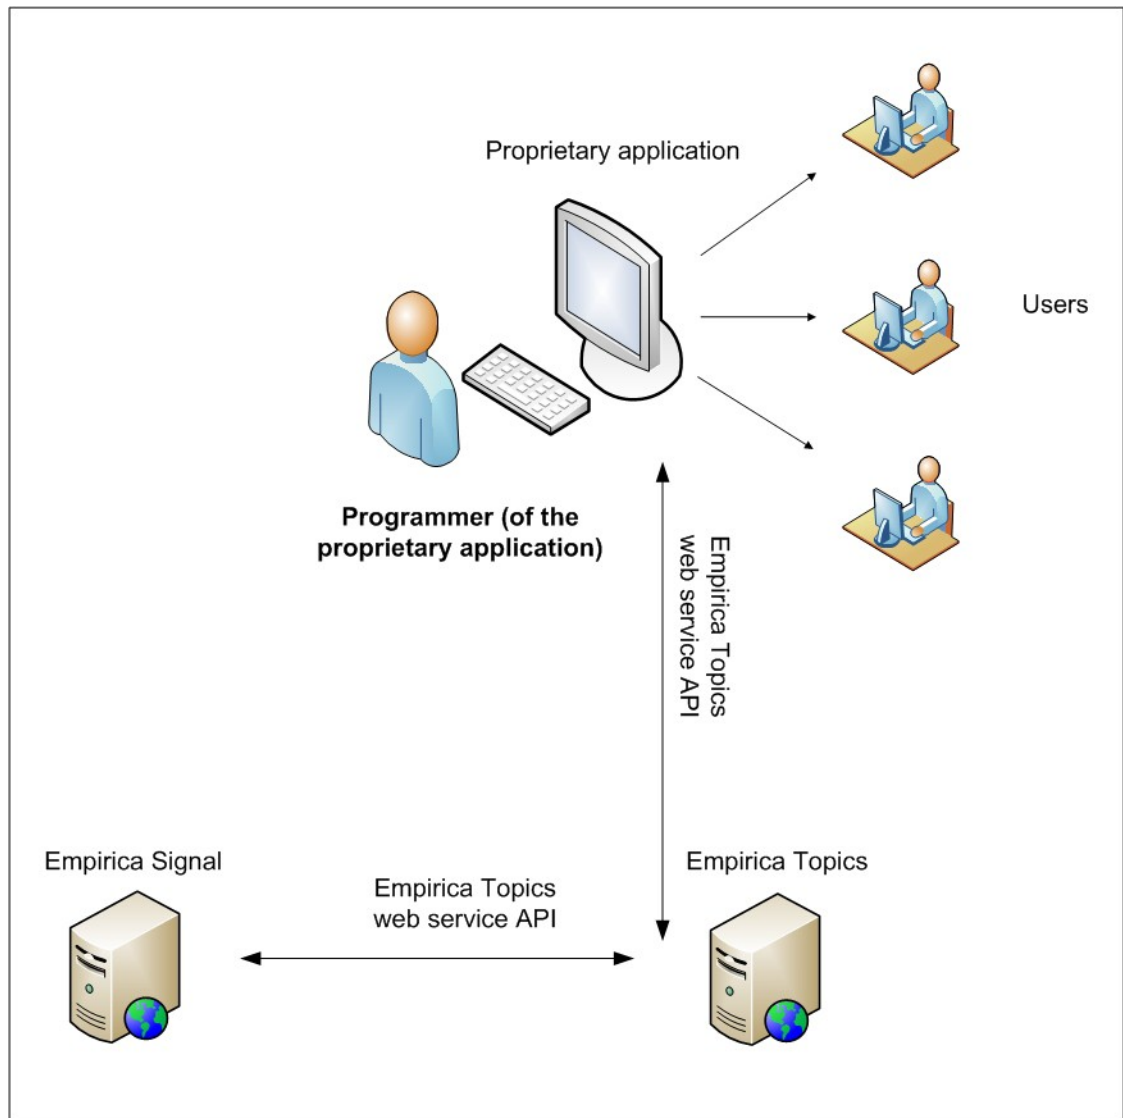 Proprietary application
Users
Programmer (of the
proprietary application)
Empirica Topics
web service API
Empirica Signal
Empirica Topics
web service API
Empirica Topics